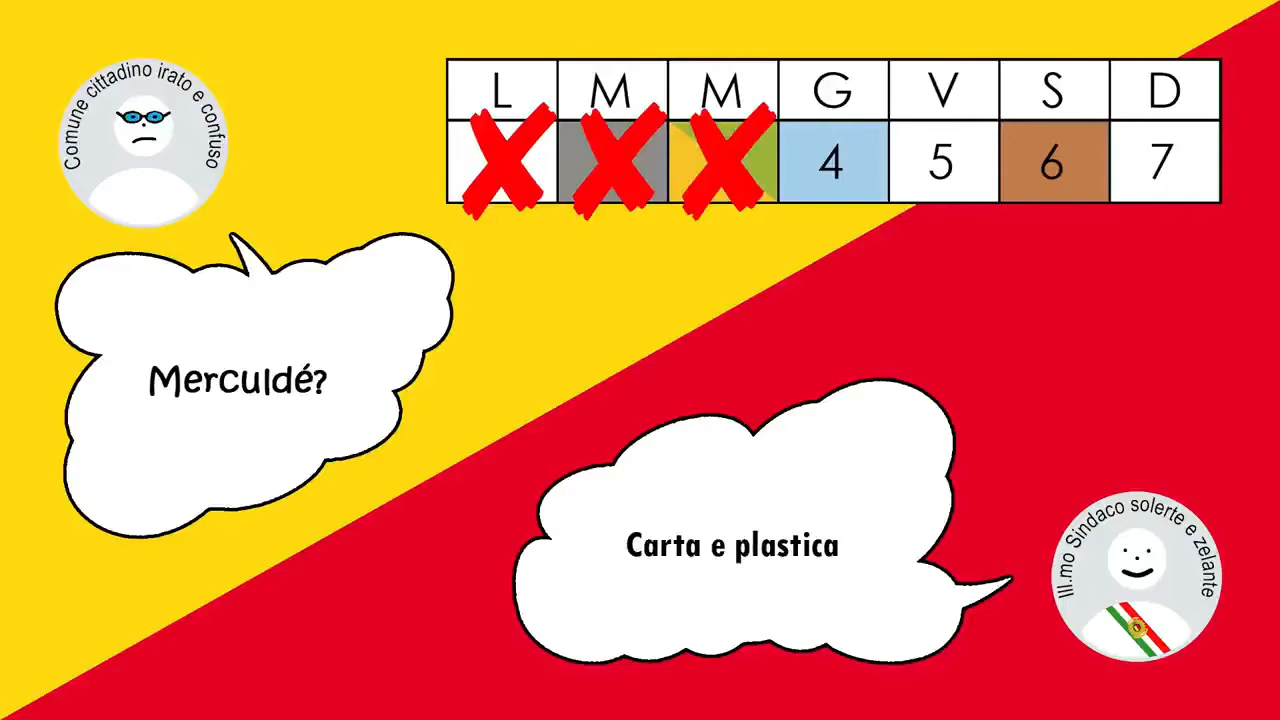 Comune cittadino irato e confuso
L M M G V S D
4 5 6 7
Merculdé?
Carta e plastica
Ill.mo Sindaco solerte e zelante